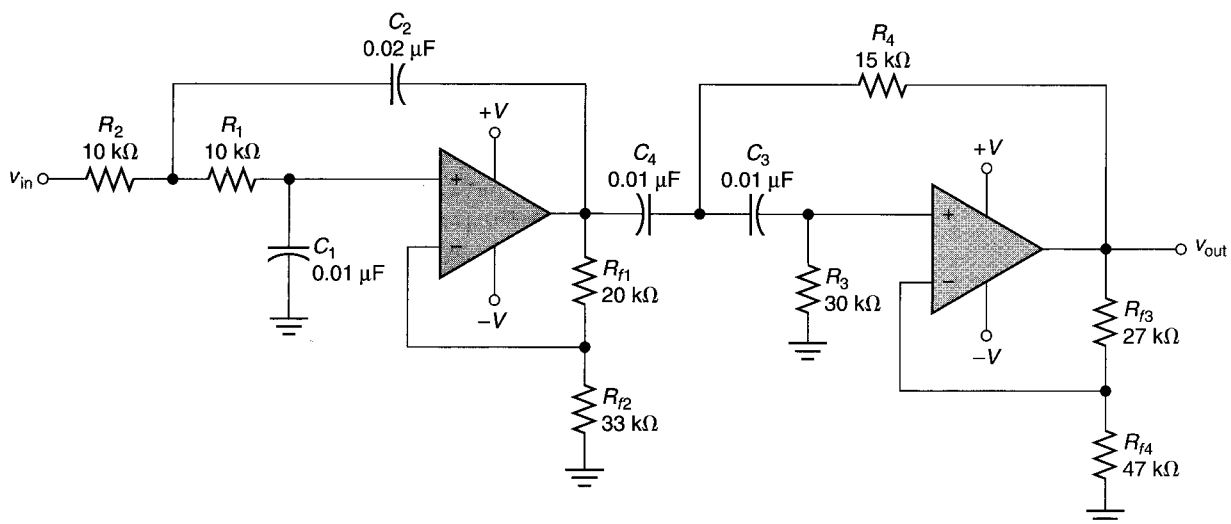 C₂
0.02 μF
R₄
15 kΩ
R₂
10 kΩ
R₁
10 kΩ
+V
+V
C₄
0.01 μF
C₃
0.01 μF
vin
+
−
+
−
vout
C₁
0.01 μF
Rf1
20 kΩ
R₃
30 kΩ
−V
−V
Rf3
27 kΩ
Rf2
33 kΩ
Rf4
47 kΩ